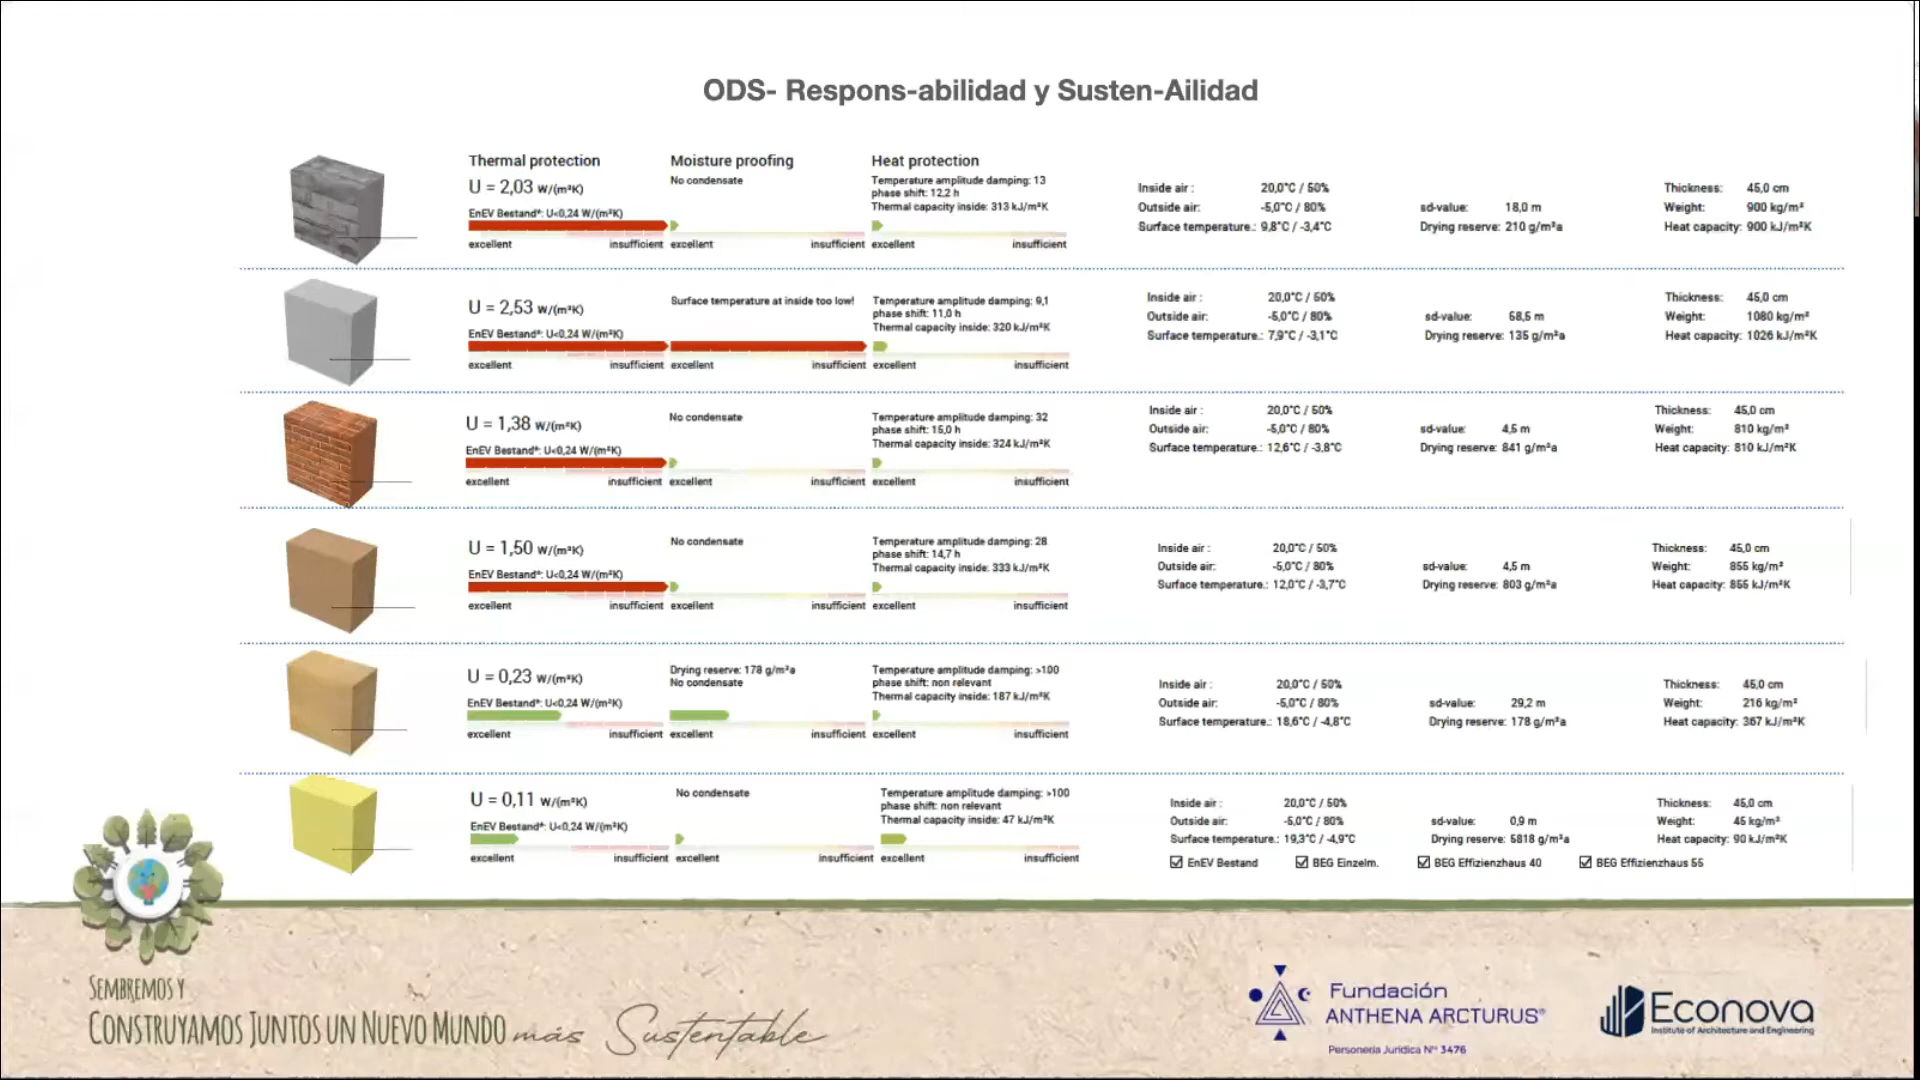 ODS- Respons-abilidad y Susten-Ailidad
Thermal protection Moisture proofing Heat protection
U = 2,03 W/(m²K) No condensate Temperature amplitude damping: 13
phase shift: 12,2 h
Thermal capacity inside: 313 kJ/m²K
EnEV Bestand*: U<0,24 W/(m²K)
excellent insufficient excellent insufficient excellent insufficient
Inside air : 20,0°C / 50%
Outside air: -5,0°C / 80% sd-value: 18,0 m
Surface temperature.: 9,8°C / -3,4°C Drying reserve: 210 g/m²a
Thickness: 45,0 cm
Weight: 900 kg/m²
Heat capacity: 900 kJ/m²K
U = 2,53 W/(m²K) Surface temperature at inside too low! Temperature amplitude damping: 9,1
phase shift: 11,0 h
Thermal capacity inside: 320 kJ/m²K
EnEV Bestand*: U<0,24 W/(m²K)
excellent insufficient excellent insufficient excellent insufficient
Inside air : 20,0°C / 50%
Outside air: -5,0°C / 80% sd-value: 58,5 m
Surface temperature.: 7,9°C / -3,1°C Drying reserve: 135 g/m²a
Thickness: 45,0 cm
Weight: 1080 kg/m²
Heat capacity: 1026 kJ/m²K
U = 1,38 W/(m²K) No condensate Temperature amplitude damping: 32
phase shift: 15,0 h
Thermal capacity inside: 324 kJ/m²K
EnEV Bestand*: U<0,24 W/(m²K)
excellent insufficient excellent insufficient excellent insufficient
Inside air : 20,0°C / 50%
Outside air: -5,0°C / 80% sd-value: 4,5 m
Surface temperature.: 12,6°C / -3,8°C Drying reserve: 841 g/m²a
Thickness: 45,0 cm
Weight: 810 kg/m²
Heat capacity: 810 kJ/m²K
U = 1,50 W/(m²K) No condensate Temperature amplitude damping: 28
phase shift: 14,7 h
Thermal capacity inside: 333 kJ/m²K
EnEV Bestand*: U<0,24 W/(m²K)
excellent insufficient excellent insufficient excellent insufficient
Inside air : 20,0°C / 50%
Outside air: -5,0°C / 80% sd-value: 4,5 m
Surface temperature.: 12,0°C / -3,7°C Drying reserve: 803 g/m²a
Thickness: 45,0 cm
Weight: 855 kg/m²
Heat capacity: 855 kJ/m²K
U = 0,23 W/(m²K) Drying reserve: 178 g/m²a Temperature amplitude damping: >100
No condensate phase shift: non relevant
Thermal capacity inside: 187 kJ/m²K
EnEV Bestand*: U<0,24 W/(m²K)
excellent insufficient excellent insufficient excellent insufficient
Inside air : 20,0°C / 50%
Outside air: -5,0°C / 80% sd-value: 29,2 m
Surface temperature.: 18,6°C / -4,8°C Drying reserve: 178 g/m²a
Thickness: 45,0 cm
Weight: 216 kg/m²
Heat capacity: 367 kJ/m²K
U = 0,11 W/(m²K) No condensate Temperature amplitude damping: >100
phase shift: non relevant
Thermal capacity inside: 47 kJ/m²K
EnEV Bestand*: U<0,24 W/(m²K)
excellent insufficient excellent insufficient excellent insufficient
Inside air : 20,0°C / 50%
Outside air: -5,0°C / 80% sd-value: 0,9 m
Surface temperature.: 19,3°C / -4,9°C Drying reserve: 5818 g/m²a
Thickness: 45,0 cm
Weight: 45 kg/m²
Heat capacity: 90 kJ/m²K
EnEV Bestand BEG Einzelm. BEG Effizienzhaus 40 BEG Effizienzhaus 55
SEMBREMOS Y
CONSTRUYAMOS JUNTOS UN NUEVO MUNDO más Sustentable
Fundación
ANTHENA ARCTURUS®
Personería Jurídica N° 3476
Econova
Institute of Architecture and Engineering